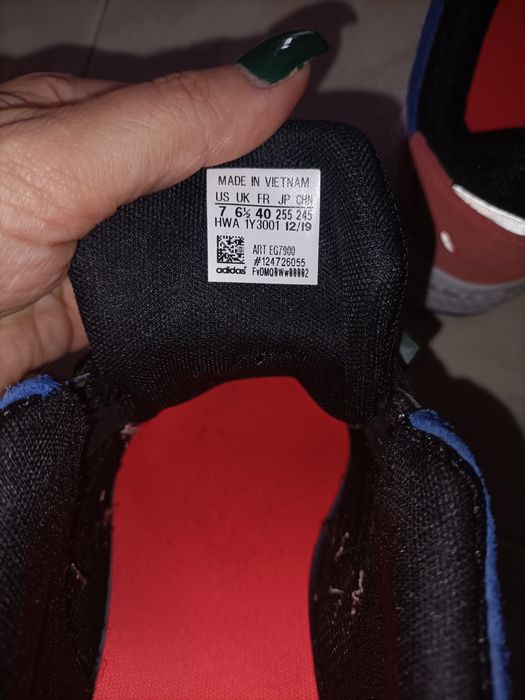 MADE IN VIETNAM
US UK FR JP CHN
7 6½ 40 255 245
HWA 1Y3001 12/19
ART EG7900
#124726055
adidas.